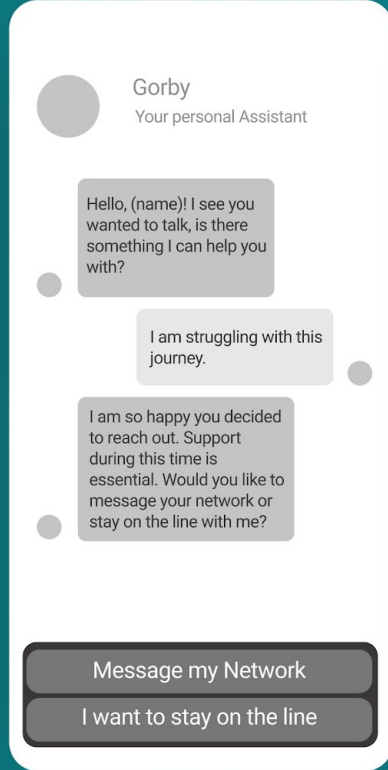 Gorby
Your personal Assistant
Hello, (name)! I see you
wanted to talk, is there
something I can help you
with?
I am struggling with this
journey.
I am so happy you decided
to reach out. Support
during this time is
essential. Would you like to
message your network or
stay on the line with me?
Message my Network
I want to stay on the line